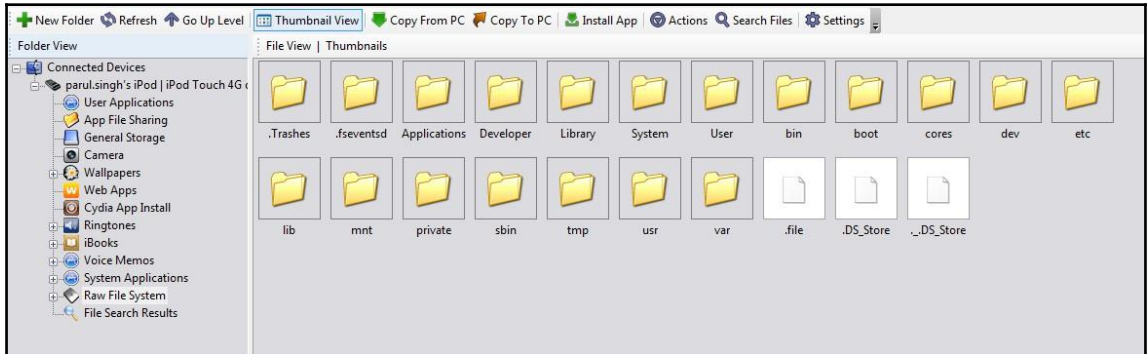 New Folder Refresh Go Up Level Thumbnail View Copy From PC Copy To PC Install App Actions Search Files Settings
Folder View
File View | Thumbnails
Connected Devices
parul.singh's iPod | iPod Touch 4G
User Applications
App File Sharing
General Storage
Camera
Wallpapers
Web Apps
Cydia App Install
Ringtones
iBooks
Voice Memos
System Applications
Raw File System
File Search Results
.Trashes .fseventsd Applications Developer Library System User bin boot cores dev etc
lib mnt private sbin tmp usr var .file .DS_Store ._.DS_Store